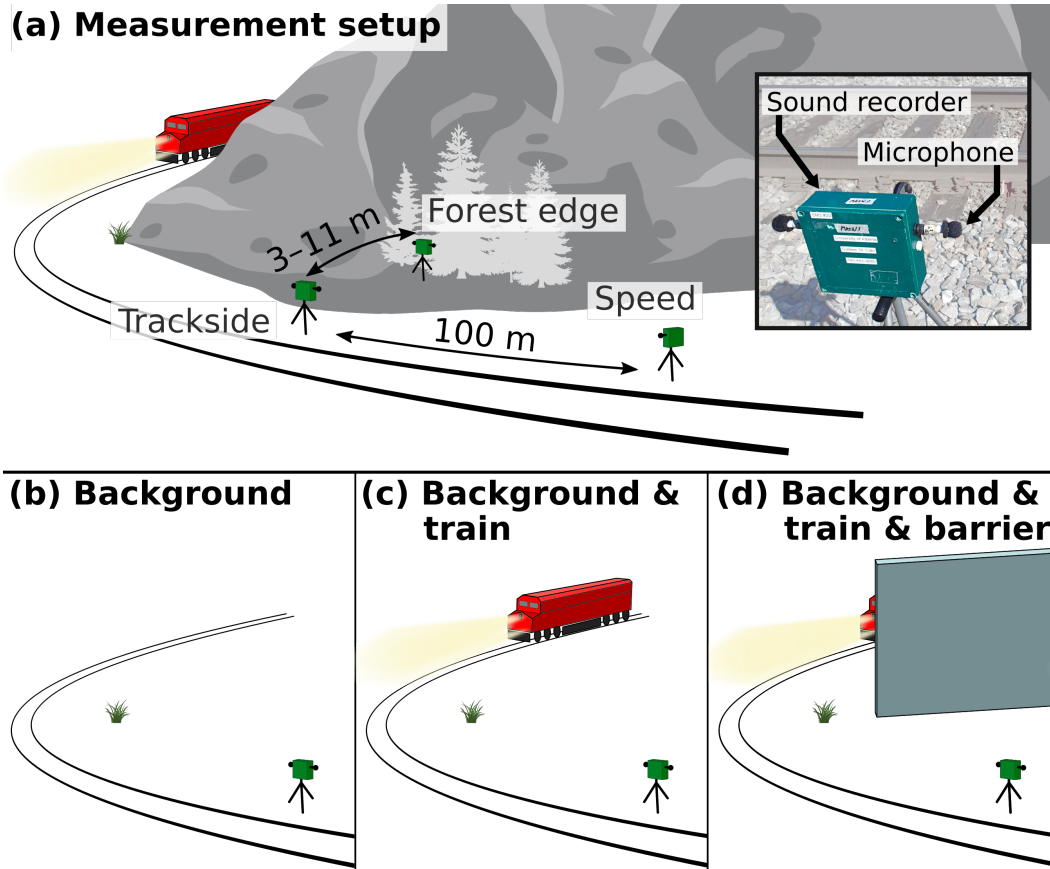 (a) Measurement setup
Sound recorder
Microphone
3–11 m
Forest edge
Trackside
Speed
100 m
(b) Background
(c) Background &
train
(d) Background &
train & barrier